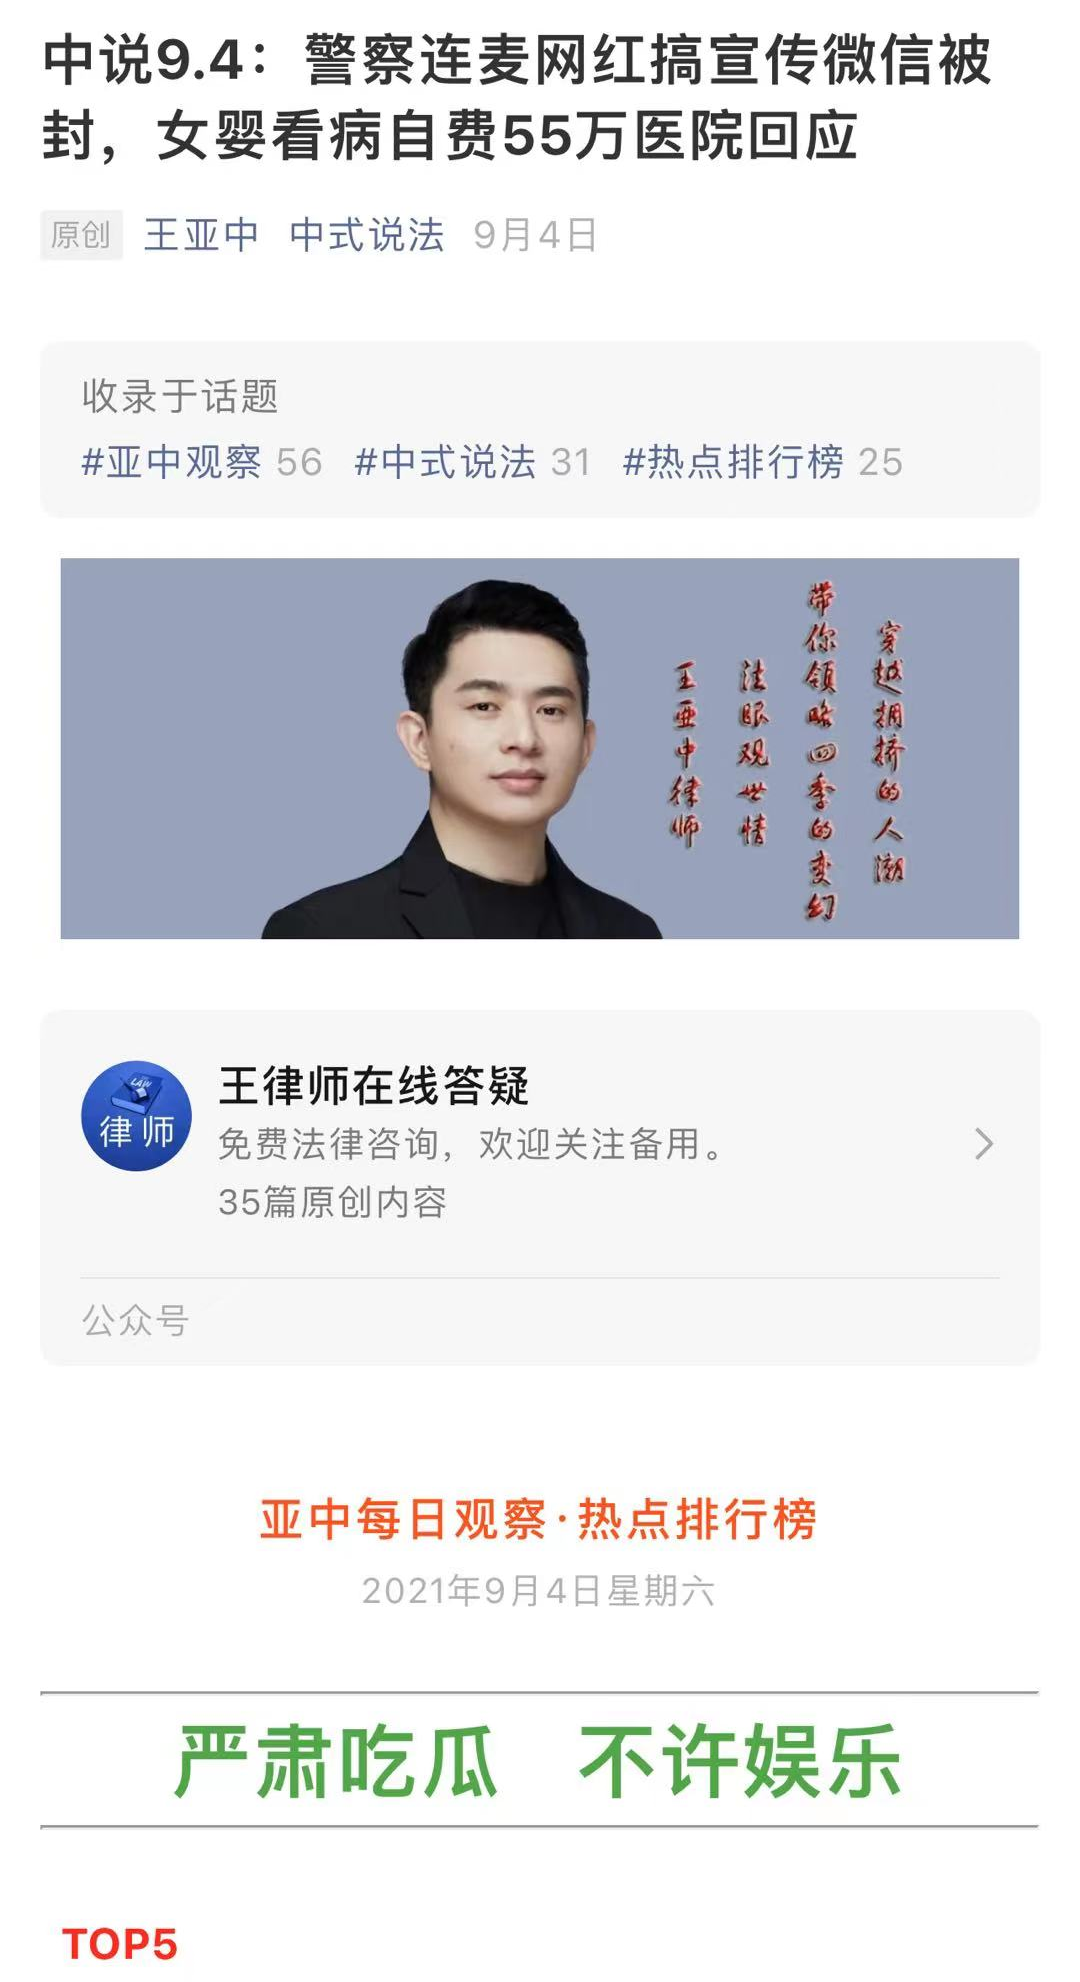 中说9.4：警察连麦网红搞宣传微信被
封，女婴看病自费55万医院回应
原创 王亚中 中式说法 9月4日
收录于话题
#亚中观察 56 #中式说法 31 #热点排行榜 25
穿越拥挤的人潮
带你领略四季的变幻
法眼观世情
王亚中律师
LAW
律师
王律师在线答疑
免费法律咨询，欢迎关注备用。
35篇原创内容
公众号
亚中每日观察·热点排行榜
2021年9月4日星期六
严肃吃瓜 不许娱乐
TOP5